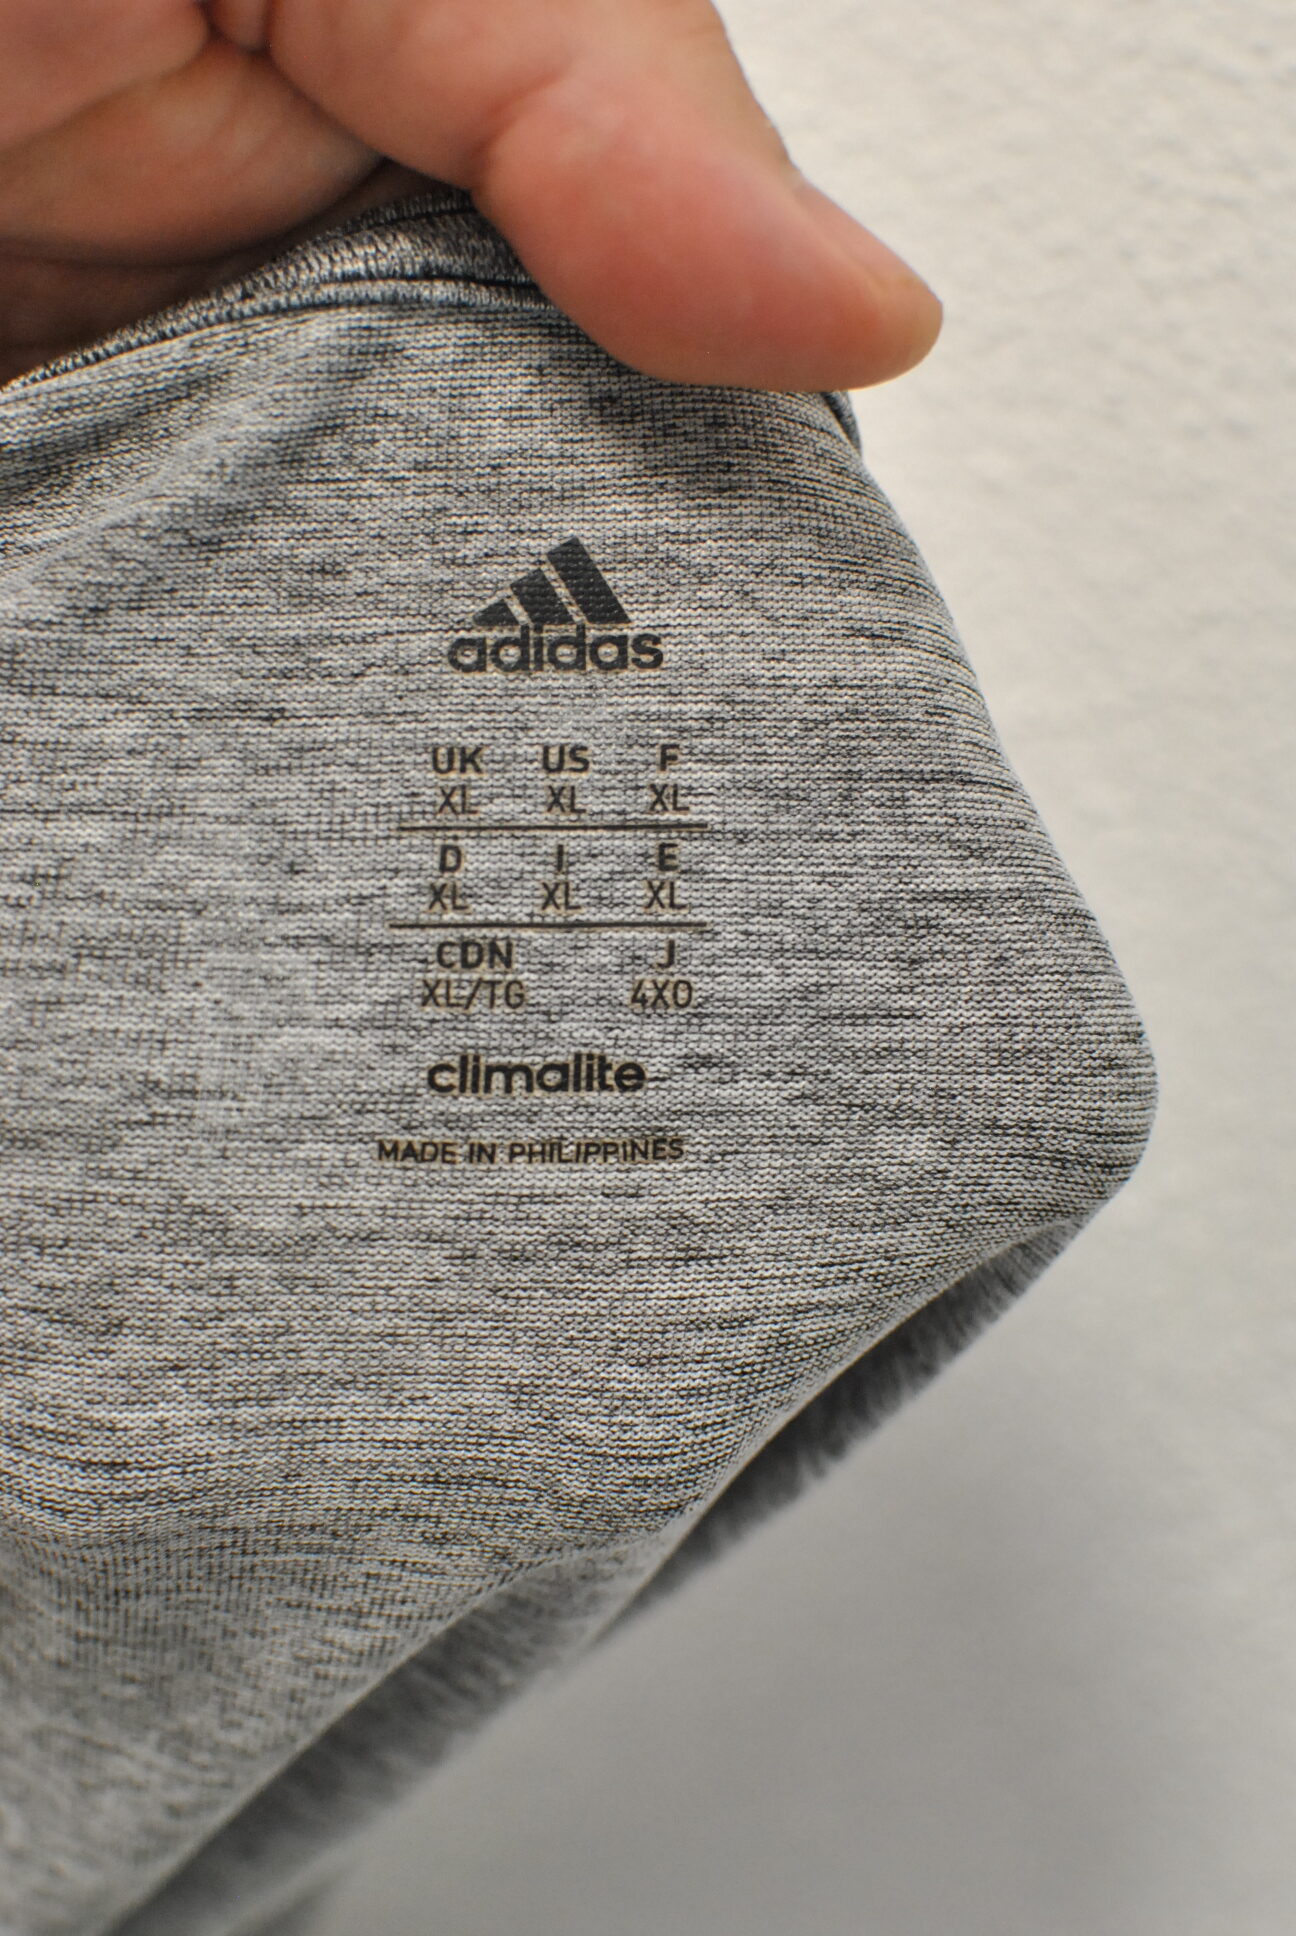 adidas
UK US F
XL XL XL
D I E
XL XL XL
CDN J
XL/TG 4XO
climalite
MADE IN PHILIPPINES